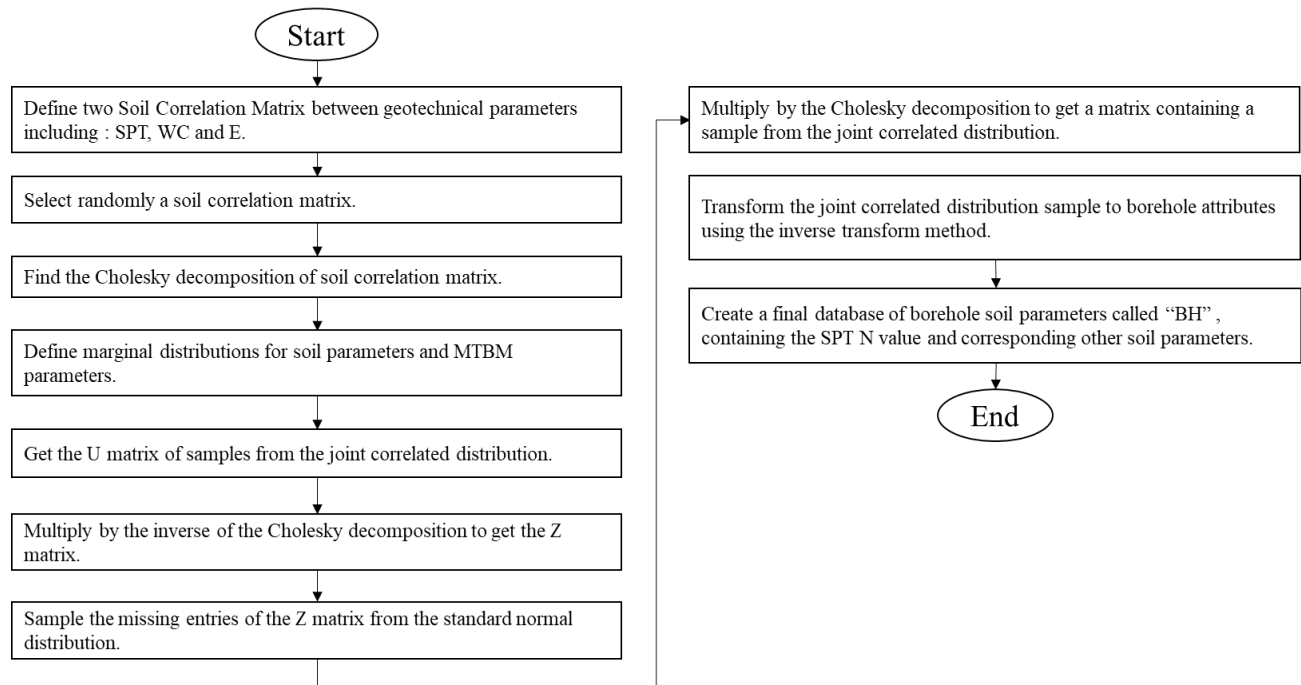 Start
Define two Soil Correlation Matrix between geotechnical parameters
including : SPT, WC and E.
Select randomly a soil correlation matrix.
Find the Cholesky decomposition of soil correlation matrix.
Define marginal distributions for soil parameters and MTBM
parameters.
Get the U matrix of samples from the joint correlated distribution.
Multiply by the inverse of the Cholesky decomposition to get the Z
matrix.
Sample the missing entries of the Z matrix from the standard normal
distribution.
Multiply by the Cholesky decomposition to get a matrix containing a
sample from the joint correlated distribution.
Transform the joint correlated distribution sample to borehole attributes
using the inverse transform method.
Create a final database of borehole soil parameters called “BH” ,
containing the SPT N value and corresponding other soil parameters.
End